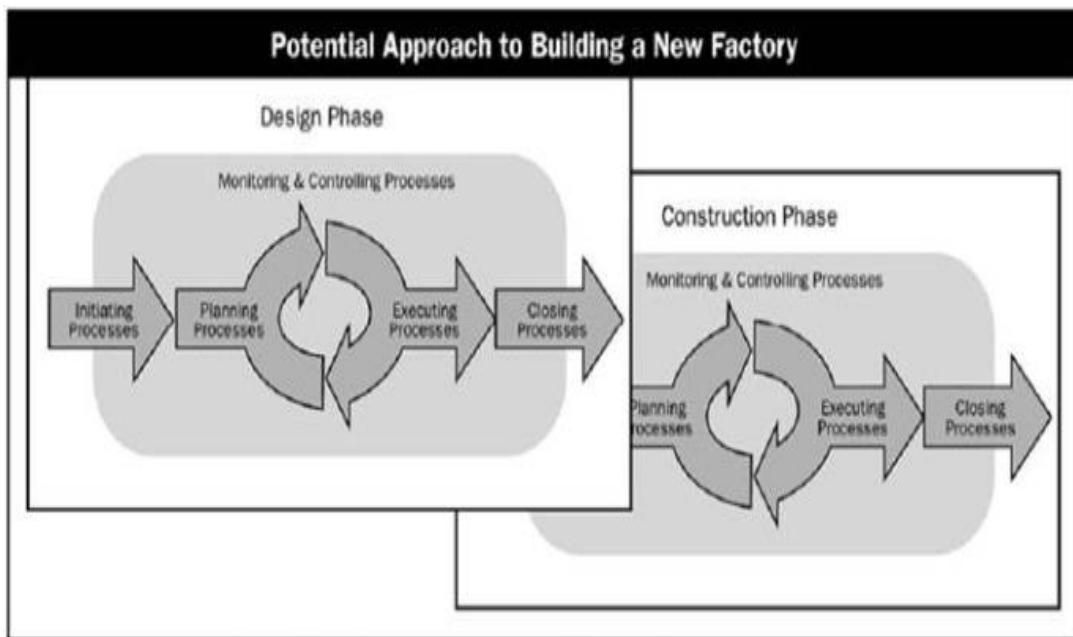 Potential Approach to Building a New Factory
Design Phase
Monitoring & Controlling Processes
Initiating
Processes
Planning
Processes
Executing
Processes
Closing
Processes
Construction Phase
Monitoring & Controlling Processes
Planning
rocesses
Executing
Processes
Closing
Processes